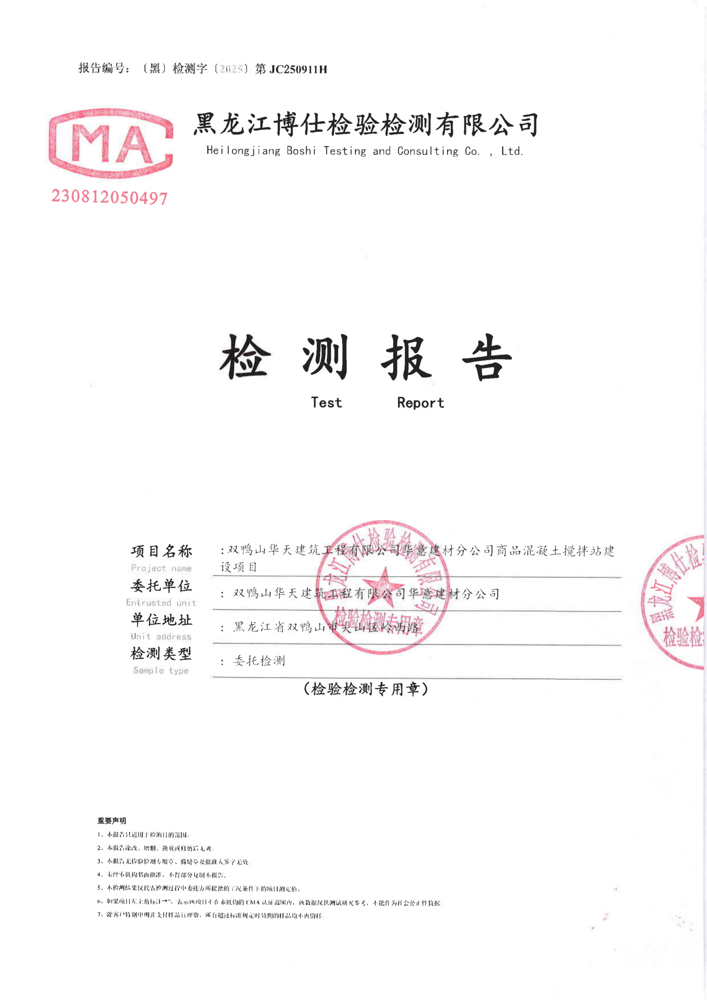 报告编号：〔黑〕检测字〔2025〕第 JC250911H
MA
230812050497
黑龙江博仕检验检测有限公司
Heilongjiang Boshi Testing and Consulting Co. , Ltd.
检测报告
Test Report
项目名称
Project name
:双鸭山华天建筑工程有限公司华意建材分公司商品混凝土搅拌站建
设项目
委托单位
Entrusted unit
: 双鸭山华天建筑工程有限公司华意建材分公司
单位地址
Unit address
: 黑龙江省双鸭山市尖山区岭西路
检测类型
Sample type
: 委托检测
黑龙江博仕检验检测有限公司
检验检测专用章
黑龙江博仕检
检验检
（检验检测专用章）
重要声明
1、本报告只适用于检测目的范围。
2、本报告涂改、增删、换页或修剪后无效
3、本报告无检验检测专用章、骑缝章及批准人签字无效
4、未经本机构书面批准，不得部分复制本报告。
5、本检测结果仅代表检测过程中委托方所提供的工况条件下的项目测定值。
6、如果项目左上角标注“*”，表示该项目不在本机构的 CMA 认证范围内，该数据仅供测试研究参考，不能作为社会公正性数据
7、除客户特别申明并支付样品管理费，所有超过标准规定时效期的样品均不再留样